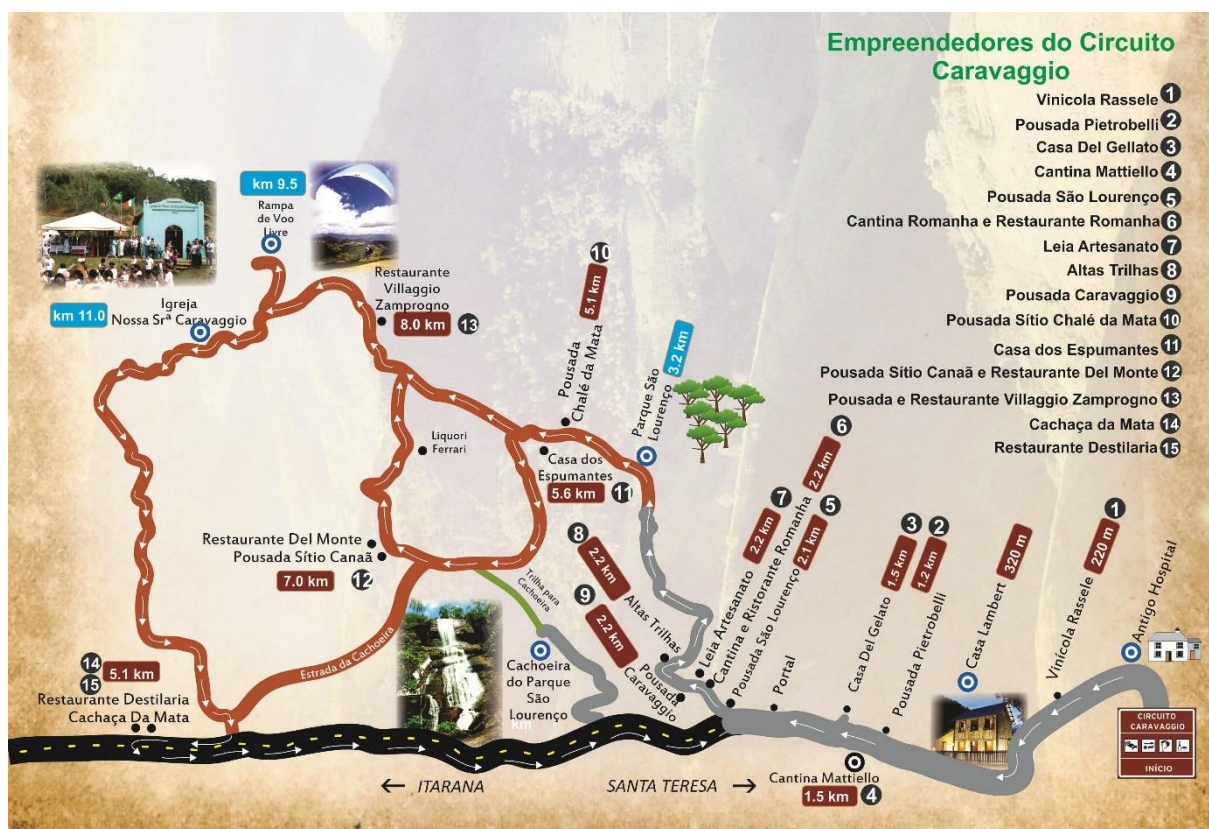 Empreendedores do Circuito
Caravaggio
Vinicola Rassele 1
Pousada Pietrobelli 2
Casa Del Gellato 3
Cantina Mattiello 4
Pousada São Lourenço 5
Cantina Romanha e Restaurante Romanha 6
Leia Artesanato 7
Altas Trilhas 8
Pousada Caravaggio 9
Pousada Sítio Chalé da Mata 10
Casa dos Espumantes 11
Pousada Sítio Canaã e Restaurante Del Monte 12
Pousada e Restaurante Villaggio Zamprogno 13
Cachaça da Mata 14
Restaurante Destilaria 15
km 9.5
Rampa
de Voo
Livre
km 11.0
Igreja
Nossa Srª Caravaggio
Restaurante
Villaggio
Zamprogno
8.0 km 13
10
5.1 km
Pousada
Chalé da Mata
3.2 km
Parque São
Lourenço
Liquori
Ferrari
Casa dos
Espumantes
5.6 km 11
Restaurante Del Monte
Pousada Sítio Canaã
7.0 km 12
Trilha para
Cachoeira
Estrada da Cachoeira
Cachoeira
do Parque
São
Lourenço
km
8
2.2 km
Altas Trilhas
9
2.2 km
Pousada
Caravaggio
7
2.2 km
Leia Artesanato
6
2.2 km
Cantina e Ristorante Romanha
5
2.1 km
Pousada São Lourenço
Portal
3
1.5 km
Casa Del Gelato
2
1.2 km
Pousada Pietrobelli
320 m
Casa Lambert
1
220 m
Vinícola Rassele
Antigo Hospital
14
15
5.1 km
Restaurante Destilaria
Cachaça Da Mata
Cantina Mattiello
1.5 km 4
← ITARANA
SANTA TERESA →
CIRCUITO
CARAVAGGIO
INÍCIO